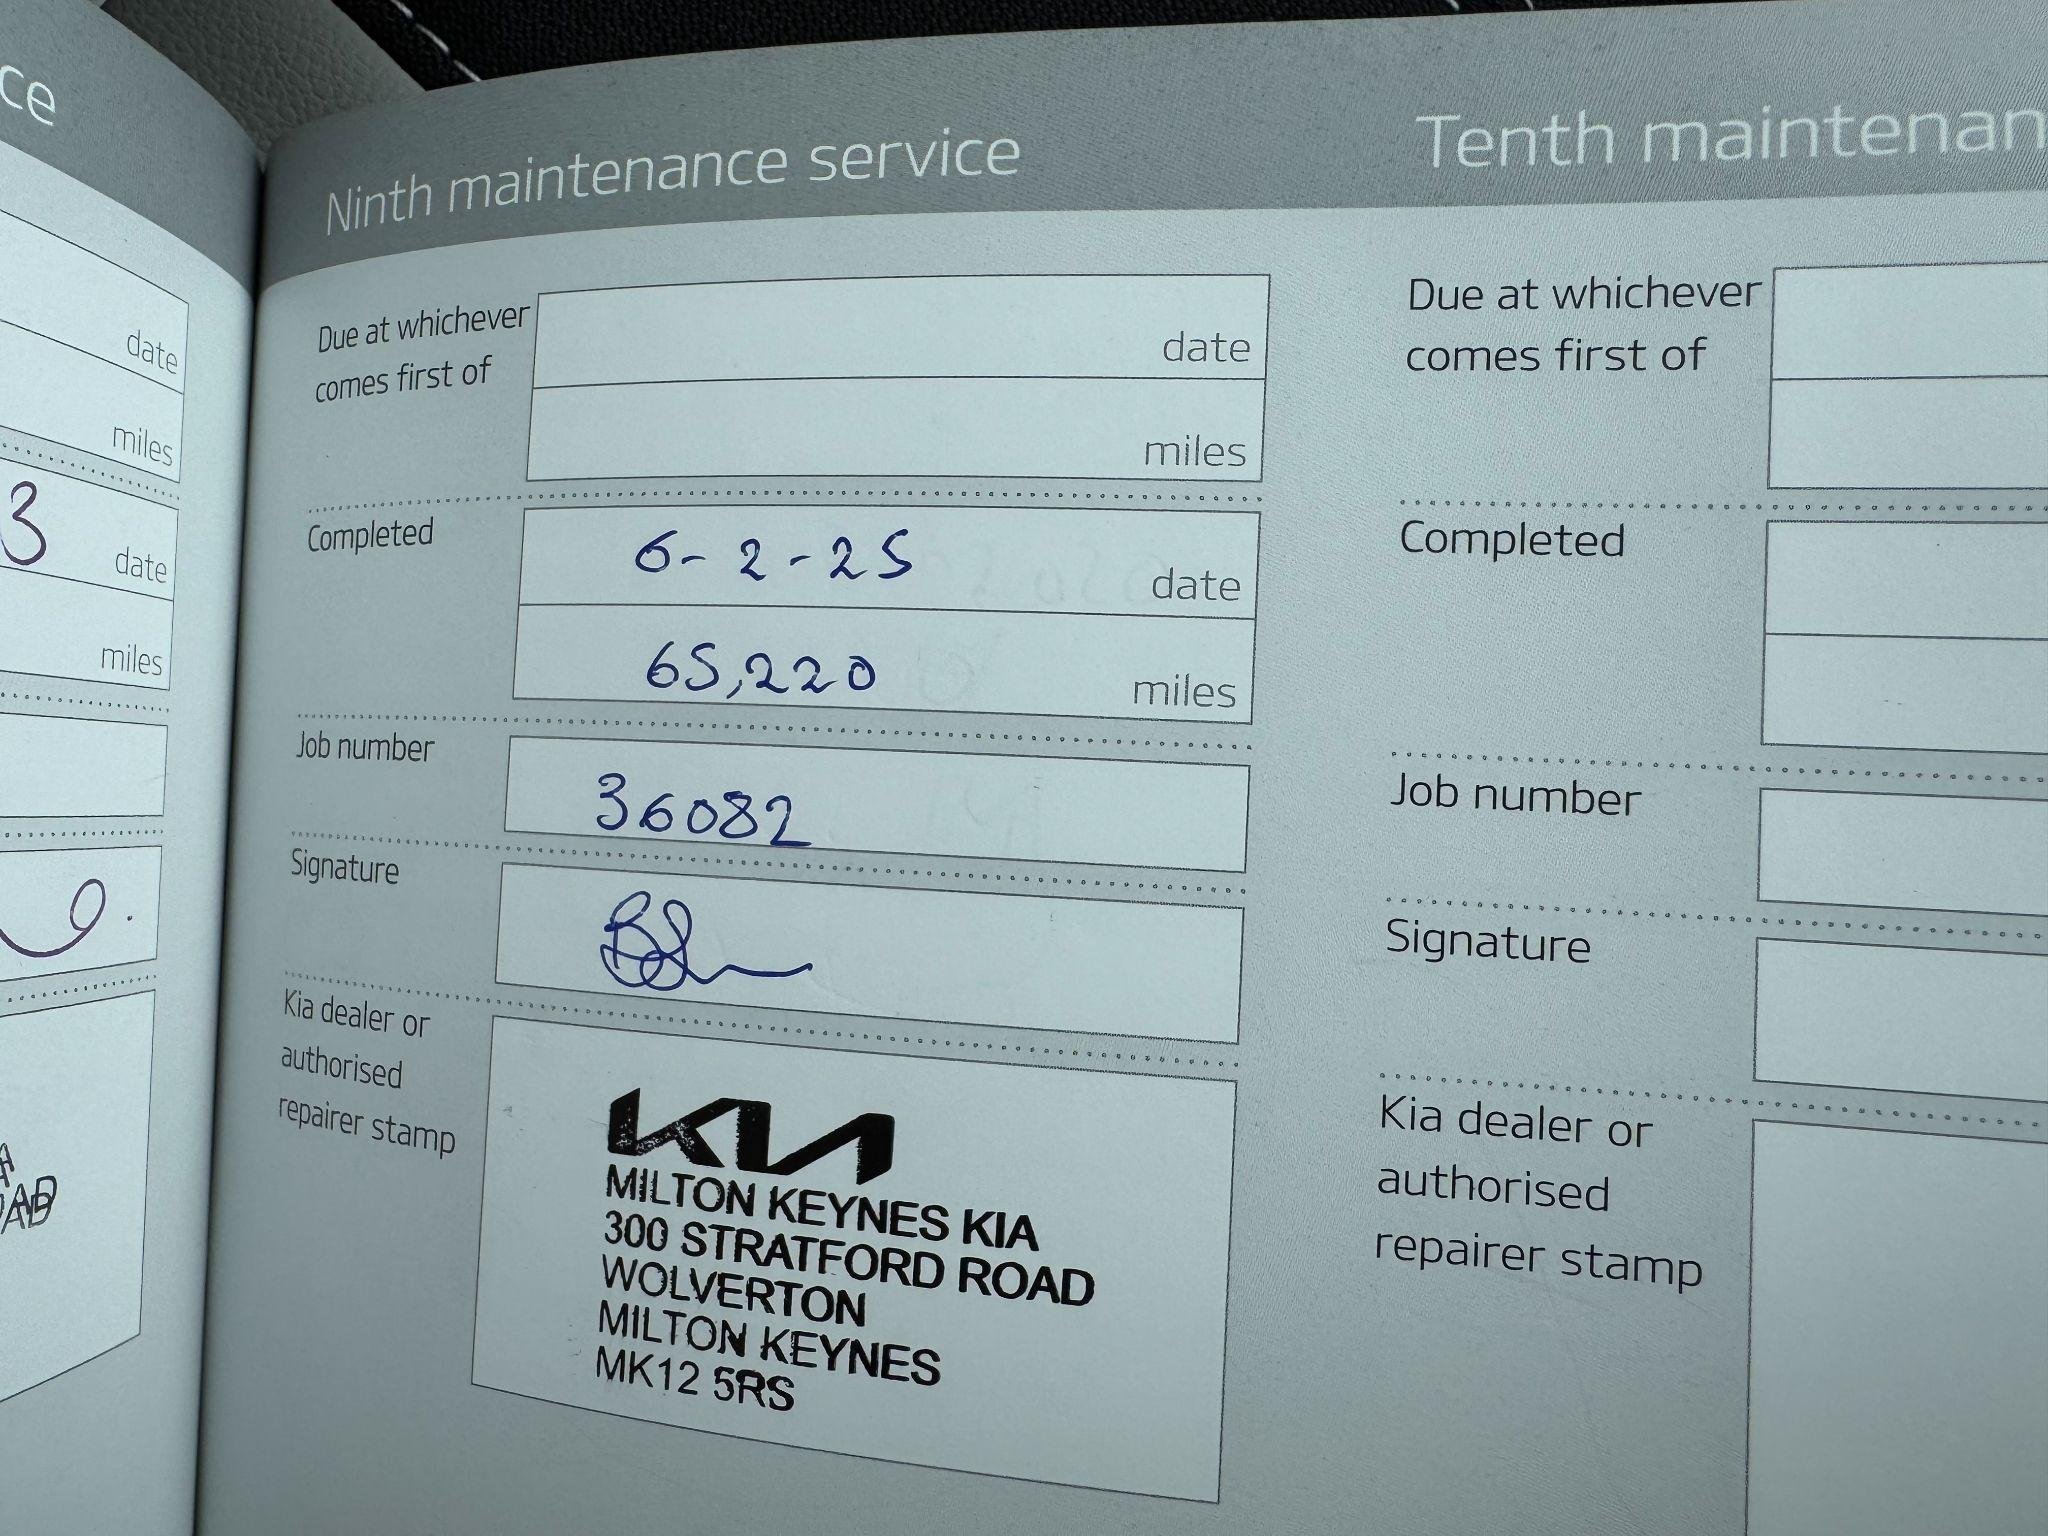 ce
date
miles
3
date
miles
Ninth maintenance service
Due at whichever
comes first of
date
miles
Completed
6-2-25
date
65,220
miles
Job number
36082
Signature
Kia dealer or
authorised
repairer stamp
KIA
MILTON KEYNES KIA
300 STRATFORD ROAD
WOLVERTON
MILTON KEYNES
MK12 5RS
Tenth maintenan
Due at whichever
comes first of
Completed
Job number
Signature
Kia dealer or
authorised
repairer stamp